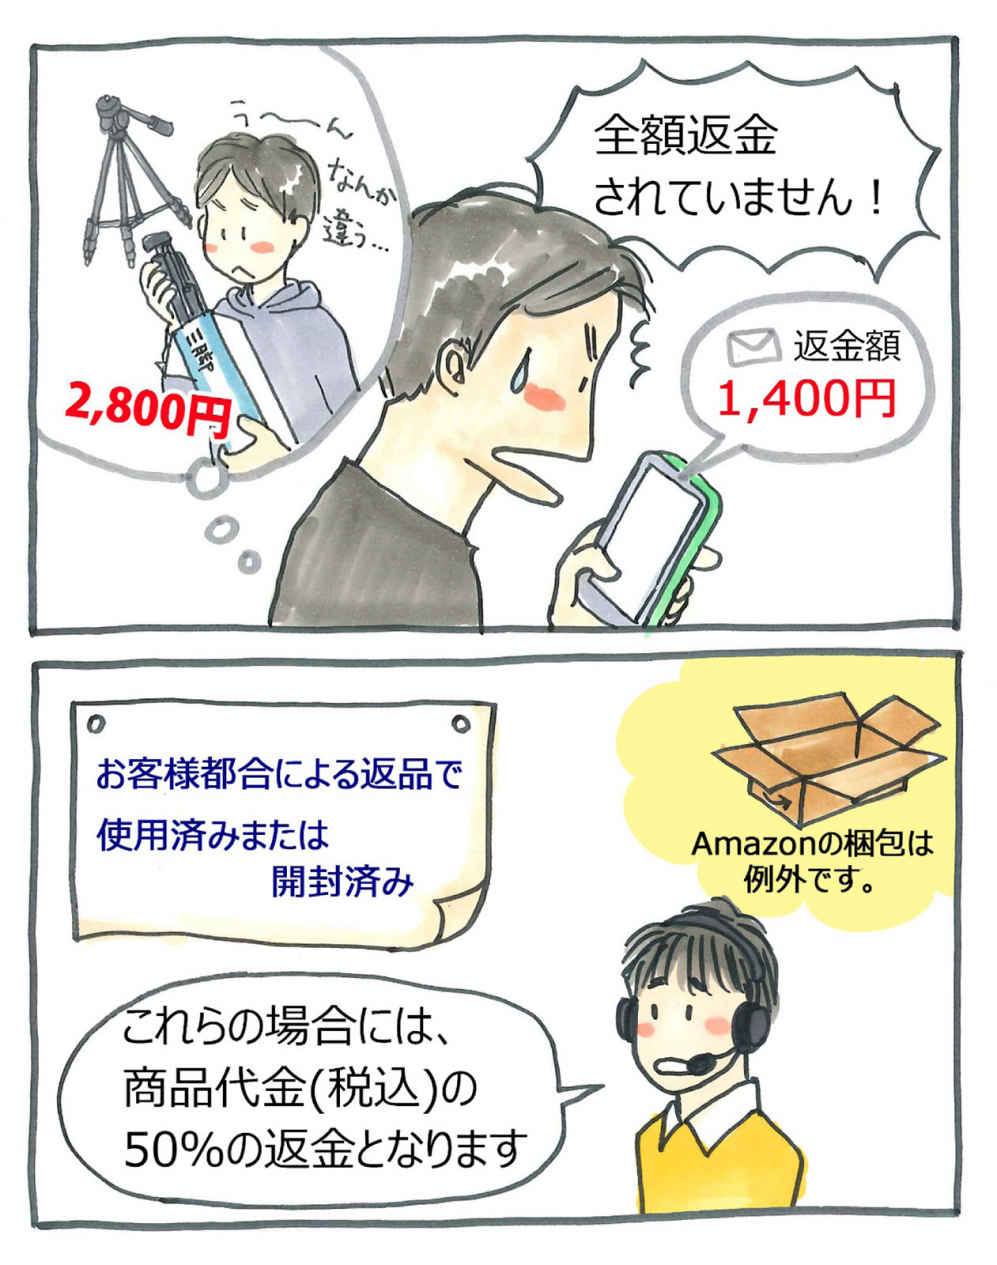 全額返金
されていません！
う〜〜ん
なんか
違う…
三脚
2,800円
返金額
1,400円
お客様都合による返品で
使用済みまたは
開封済み
Amazonの梱包は
例外です。
これらの場合には、
商品代金(税込)の
50%の返金となります